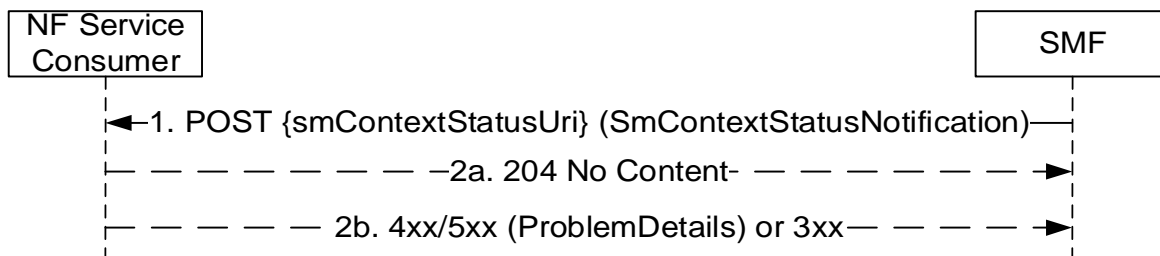 NF Service
Consumer
SMF
1. POST {smContextStatusUri} (SmContextStatusNotification)
2a. 204 No Content
2b. 4xx/5xx (ProblemDetails) or 3xx